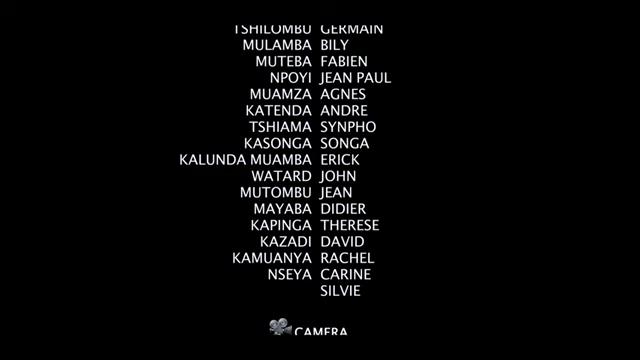 TSHILOMBU GERMAIN
MULAMBA BILY
MUTEBA FABIEN
NPOYI JEAN PAUL
MUAMZA AGNES
KATENDA ANDRE
TSHIAMA SYNPHO
KASONGA SONGA
KALUNDA MUAMBA ERICK
WATARD JOHN
MUTOMBU JEAN
MAYABA DIDIER
KAPINGA THERESE
KAZADI DAVID
KAMUANYA RACHEL
NSEYA CARINE
SILVIE
CAMERA